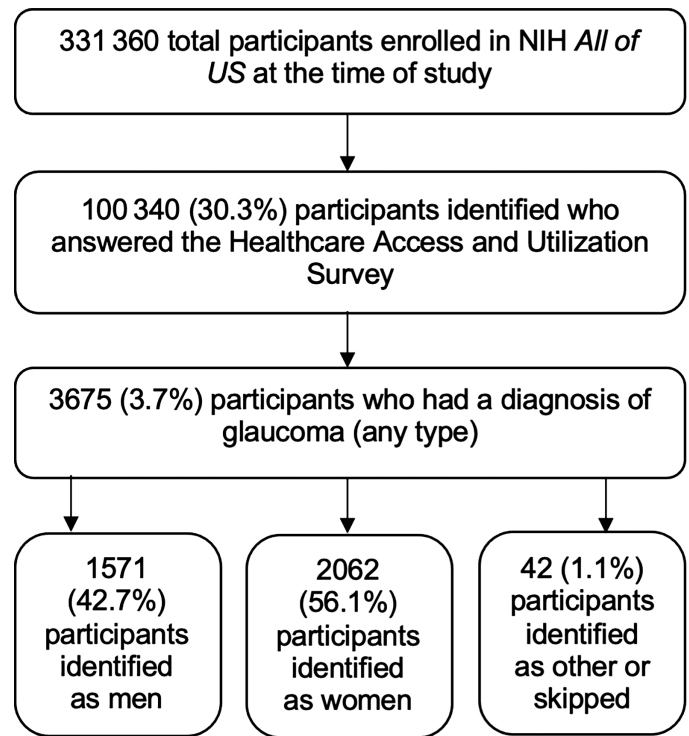 331 360 total participants enrolled in NIH All of
US at the time of study
100 340 (30.3%) participants identified who
answered the Healthcare Access and Utilization
Survey
3675 (3.7%) participants who had a diagnosis of
glaucoma (any type)
1571
(42.7%)
participants
identified
as men
2062
(56.1%)
participants
identified
as women
42 (1.1%)
participants
identified
as other or
skipped